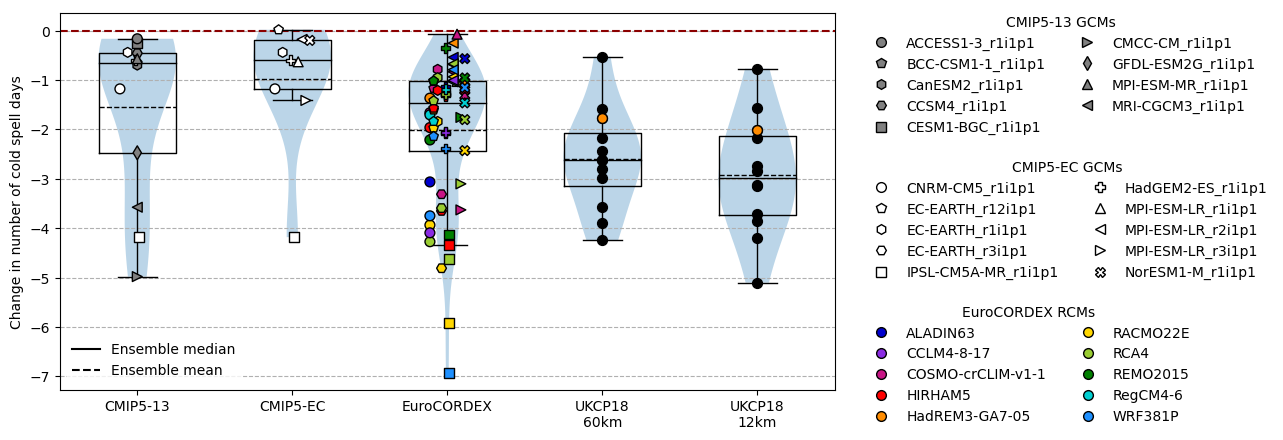 Change in number of cold spell days
0
−1
−2
−3
−4
−5
−6
−7
Ensemble median
Ensemble mean
CMIP5-13
CMIP5-EC
EuroCORDEX
UKCP18
60km
UKCP18
12km
CMIP5-13 GCMs
ACCESS1-3_r1i1p1
BCC-CSM1-1_r1i1p1
CanESM2_r1i1p1
CCSM4_r1i1p1
CESM1-BGC_r1i1p1
CMCC-CM_r1i1p1
GFDL-ESM2G_r1i1p1
MPI-ESM-MR_r1i1p1
MRI-CGCM3_r1i1p1
CMIP5-EC GCMs
CNRM-CM5_r1i1p1
EC-EARTH_r12i1p1
EC-EARTH_r1i1p1
EC-EARTH_r3i1p1
IPSL-CM5A-MR_r1i1p1
HadGEM2-ES_r1i1p1
MPI-ESM-LR_r1i1p1
MPI-ESM-LR_r2i1p1
MPI-ESM-LR_r3i1p1
NorESM1-M_r1i1p1
EuroCORDEX RCMs
ALADIN63
CCLM4-8-17
COSMO-crCLIM-v1-1
HIRHAM5
HadREM3-GA7-05
RACMO22E
RCA4
REMO2015
RegCM4-6
WRF381P